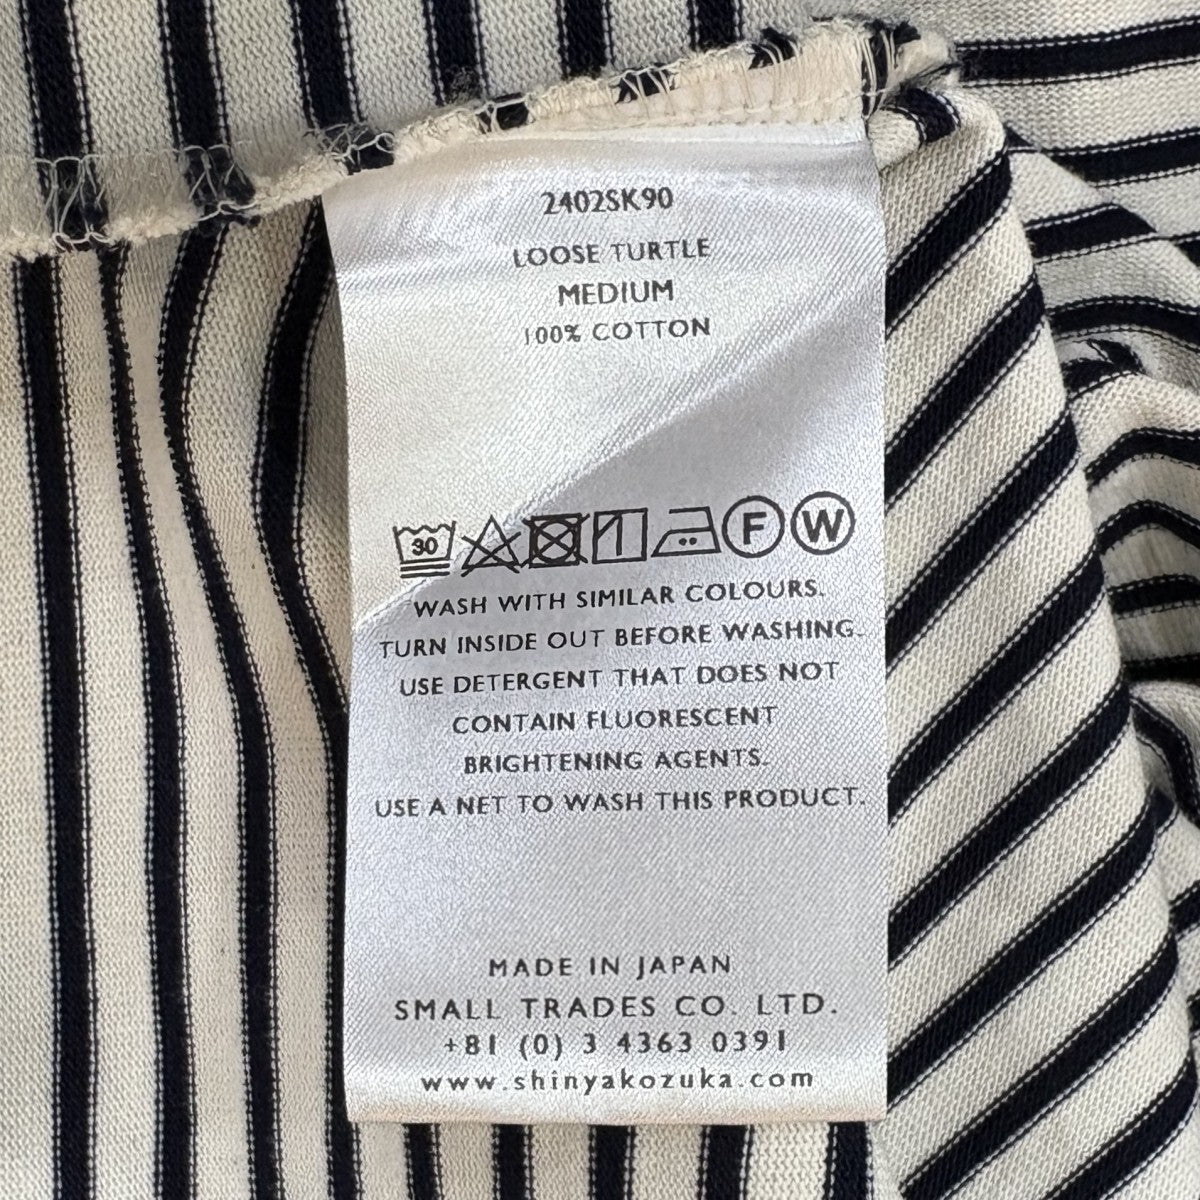 2402SK90
LOOSE TURTLE
MEDIUM
100% COTTON
30 F W
WASH WITH SIMILAR COLOURS.
TURN INSIDE OUT BEFORE WASHING.
USE DETERGENT THAT DOES NOT
CONTAIN FLUORESCENT
BRIGHTENING AGENTS.
USE A NET TO WASH THIS PRODUCT.
MADE IN JAPAN
SMALL TRADES CO. LTD.
+81 (0) 3 4363 0391
www.shinyakozuka.com